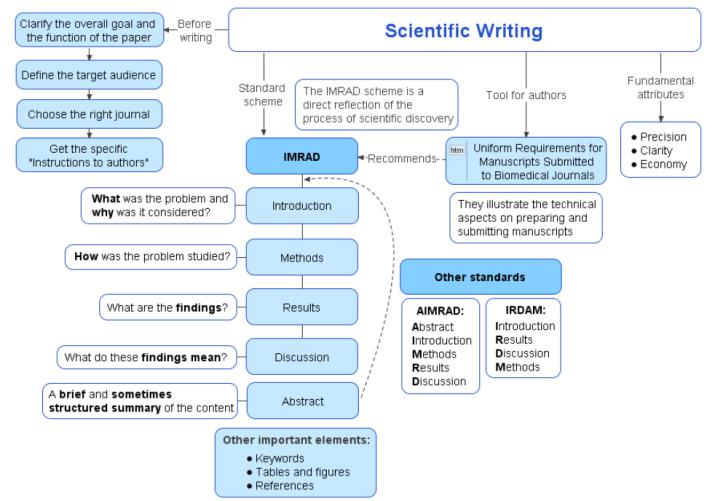 Scientific Writing
Before
writing
Clarify the overall goal and
the function of the paper
Define the target audience
Choose the right journal
Get the specific
"Instructions to authors"
Standard
scheme
The IMRAD scheme is a
direct reflection of the
process of scientific discovery
Tool for authors
Fundamental
attributes
● Precision
● Clarity
● Economy
IMRAD
Recommends
htm
Uniform Requirements for
Manuscripts Submitted
to Biomedical Journals
They illustrate the technical
aspects on preparing and
submitting manuscripts
What was the problem and
why was it considered?
Introduction
How was the problem studied?
Methods
What are the findings?
Results
What do these findings mean?
Discussion
A brief and sometimes
structured summary of the content
Abstract
Other standards
AIMRAD:
Abstract
Introduction
Methods
Results
Discussion
IRDAM:
Introduction
Results
Discussion
Methods
Other important elements:
● Keywords
● Tables and figures
● References